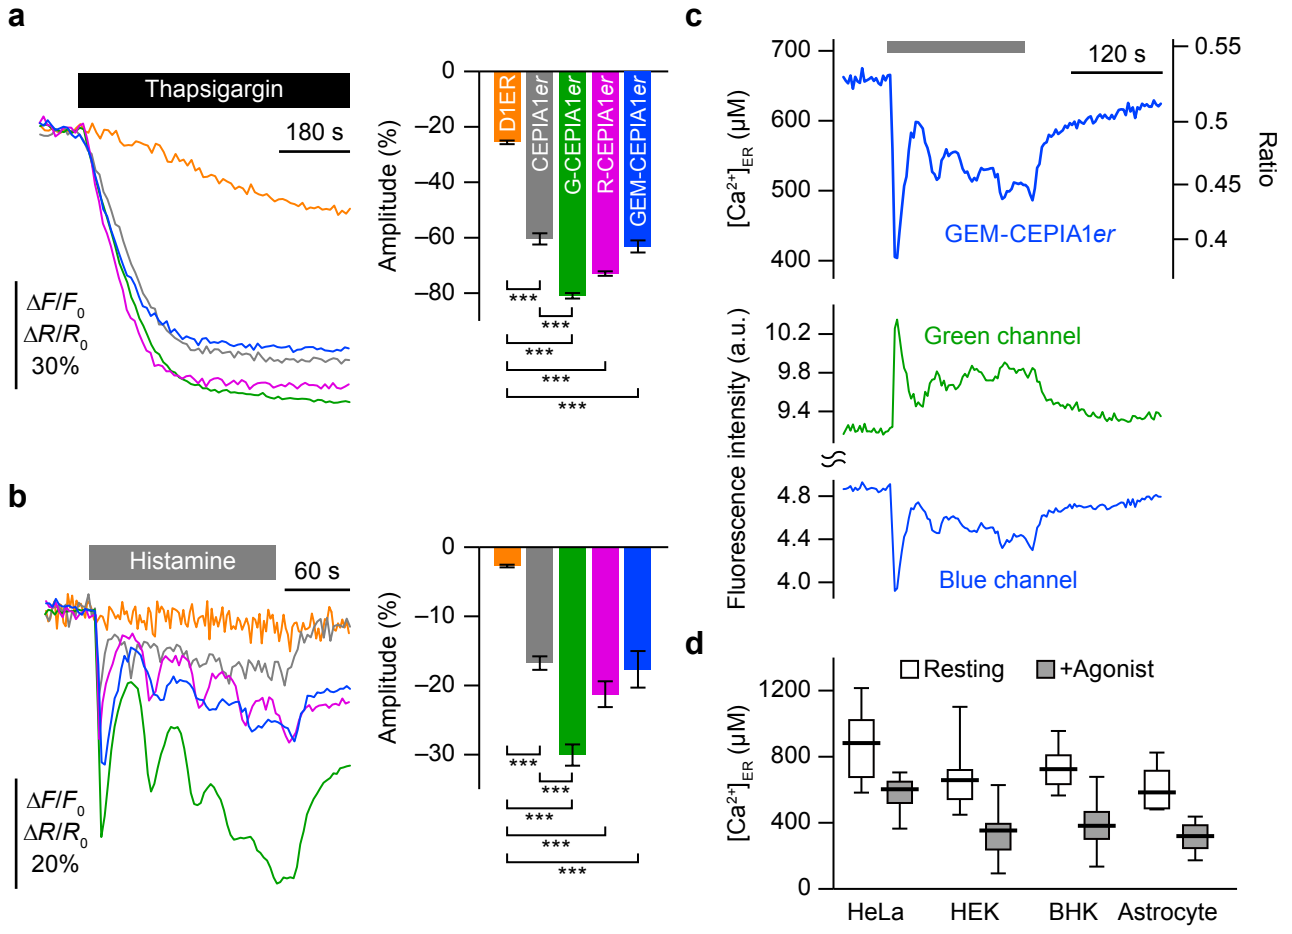 a
Thapsigargin
180 s
ΔF/F0
ΔR/R0
30%
Amplitude (%)
0
–20
–40
–60
–80
D1ER
CEPIA1er
G-CEPIA1er
R-CEPIA1er
GEM-CEPIA1er
***
***
***
***
***
b
Histamine
60 s
ΔF/F0
ΔR/R0
20%
Amplitude (%)
0
–10
–20
–30
***
***
***
***
***
c
[Ca2+]ER (μM)
700
600
500
400
120 s
0.55
0.5
0.45
0.4
Ratio
GEM-CEPIA1er
Fluorescence intensity (a.u.)
10.2
9.8
9.4
Green channel
4.8
4.4
4.0
Blue channel
d
[Ca2+]ER (μM)
1200
800
400
0
Resting
+Agonist
HeLa
HEK
BHK
Astrocyte